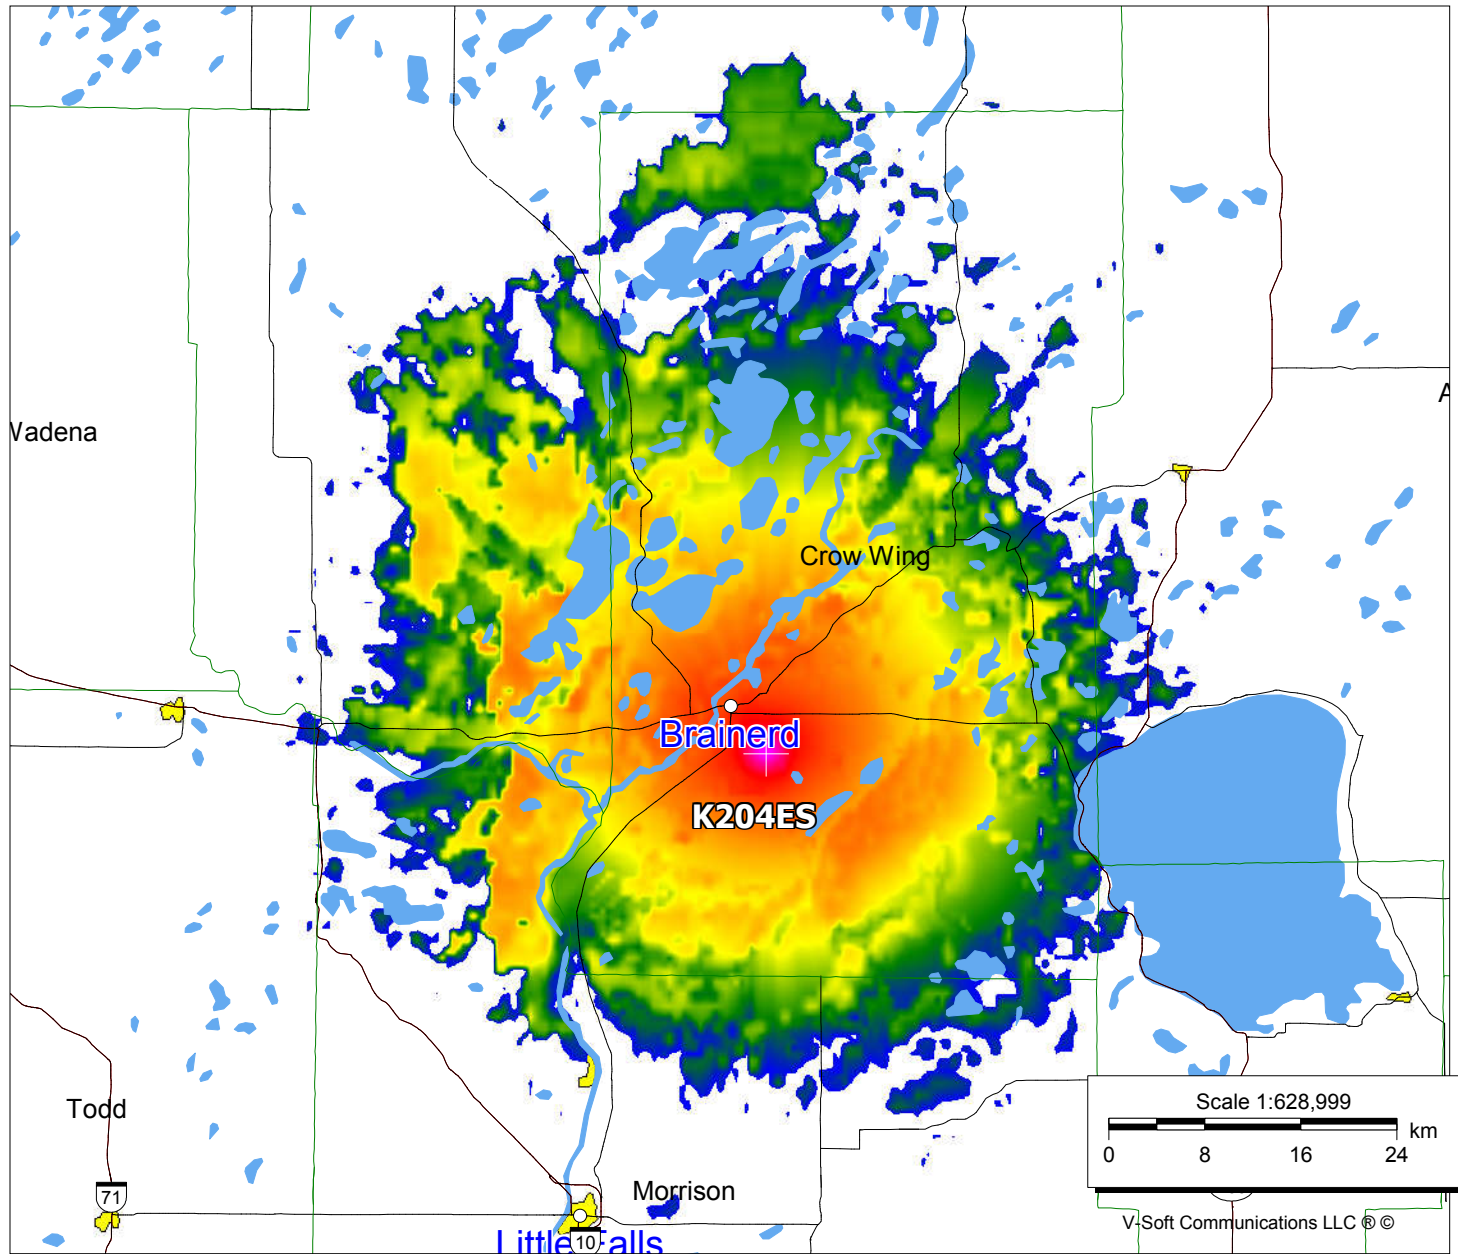 Wadena
A
Crow Wing
Brainerd
K204ES
Todd
Scale 1:628,999
km
0 8 16 24
71
Morrison
V-Soft Communications LLC ® ©
Little Falls
10